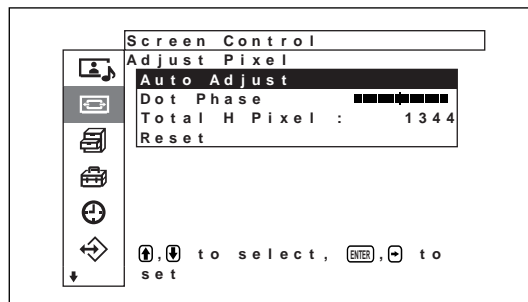 Screen Control
Adjust Pixel
Auto Adjust
Dot Phase
Total H Pixel : 1344
Reset
, to select, ENTER, to
set